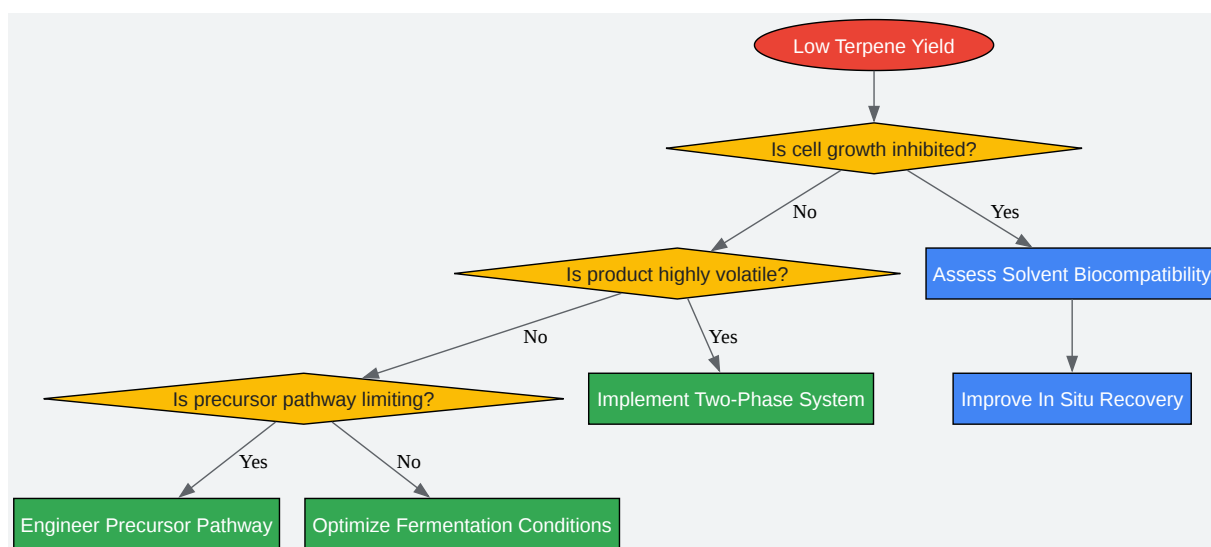 Low Terpene Yield
Is cell growth inhibited?
No
Yes
Is product highly volatile?
Assess Solvent Biocompatibility
No
Yes
Is precursor pathway limiting?
Implement Two-Phase System
Improve In Situ Recovery
Yes
No
Engineer Precursor Pathway
Optimize Fermentation Conditions